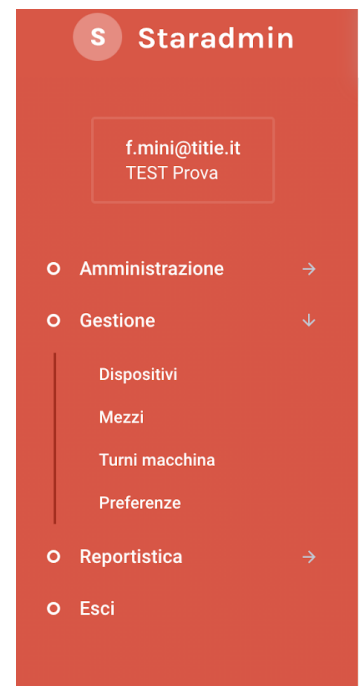 S Staradmin
f.mini@titie.it
TEST Prova
Amministrazione
Gestione
Dispositivi
Mezzi
Turni macchina
Preferenze
Reportistica
Esci